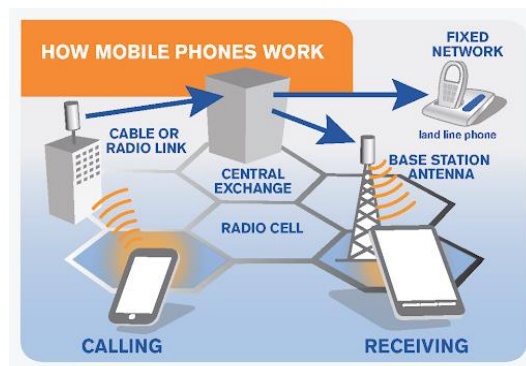 HOW MOBILE PHONES WORK
FIXED
NETWORK
land line phone
CABLE OR
RADIO LINK
CENTRAL
EXCHANGE
BASE STATION
ANTENNA
RADIO CELL
CALLING
RECEIVING